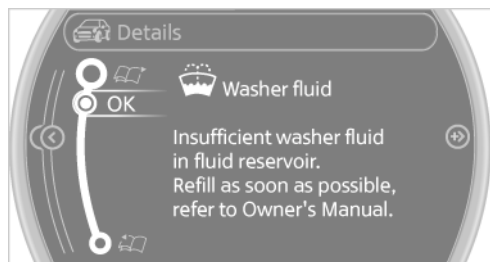 Details
Washer fluid
OK
Insufficient washer fluid
in fluid reservoir.
Refill as soon as possible,
refer to Owner's Manual.